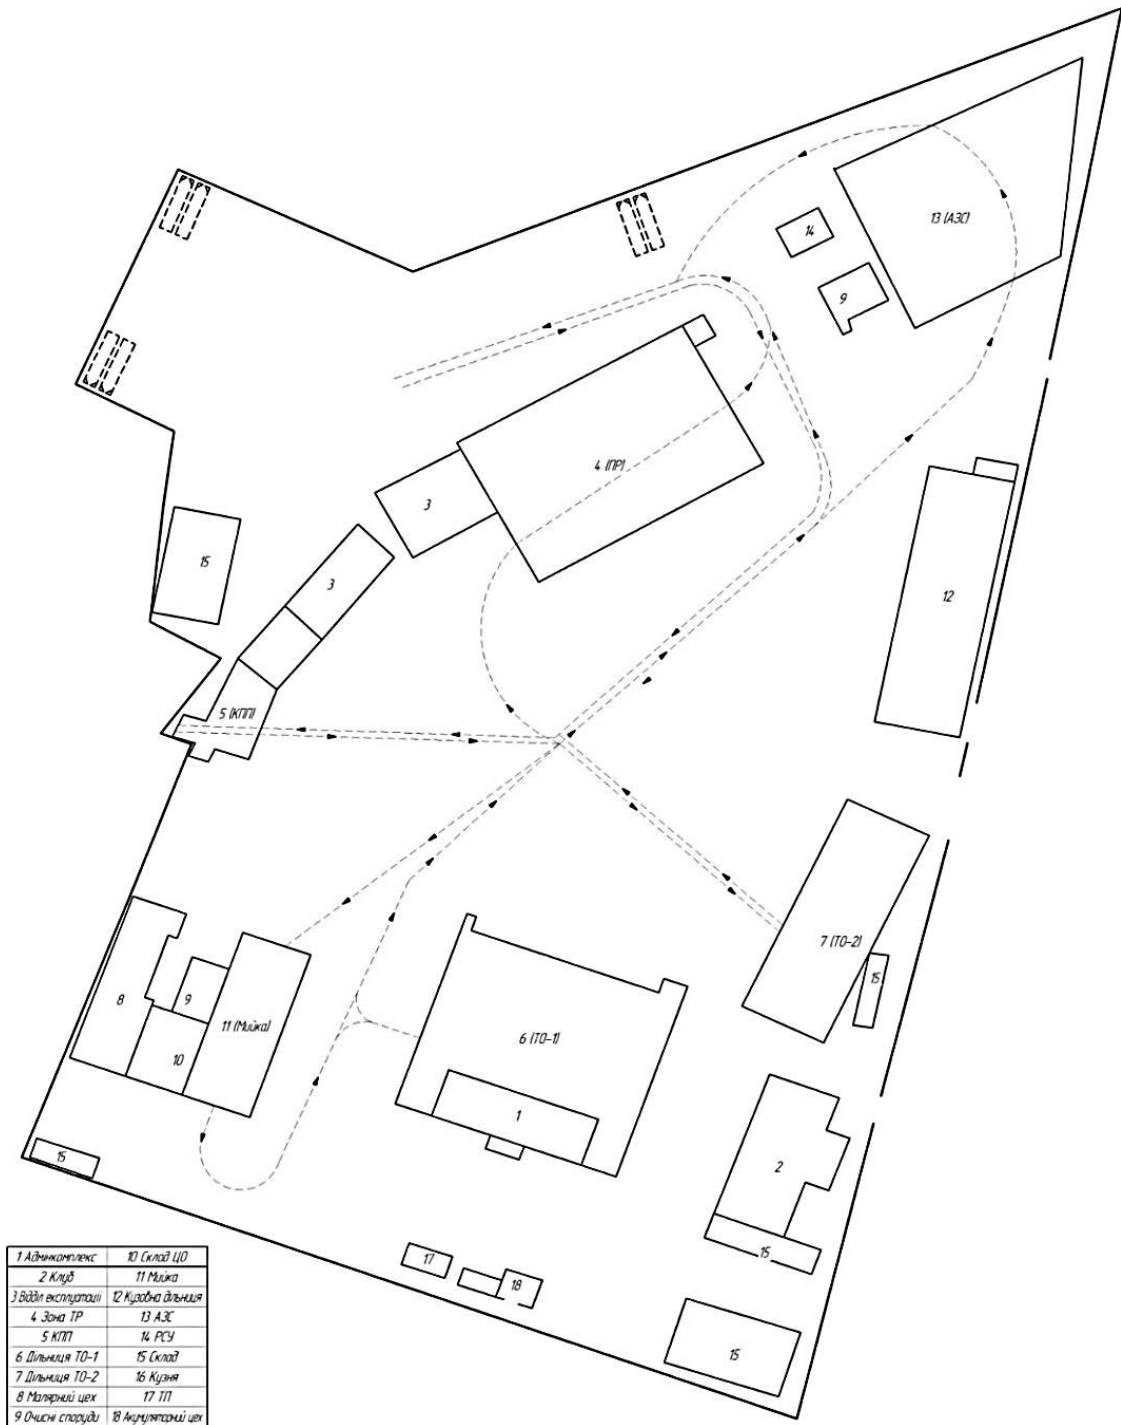 13 (АЗС)
14
9
4 (ПР)
3
15
3
12
5 (КПП)
7 (ТО-2)
15
8
9
11 (Мийка)
10
6 (ТО-1)
1
2
15
15
17
18
15
1 Адмінкомплекс 10 Склад ЦО
2 Клуб 11 Мийка
3 Відділ експлуатації 12 Кузовна дільниця
4 Зона ТР 13 АЗС
5 КПП 14 РСУ
6 Дільниця ТО-1 15 Склад
7 Дільниця ТО-2 16 Кузня
8 Малярний цех 17 ТП
9 Очисні споруди 18 Акумуляторний цех